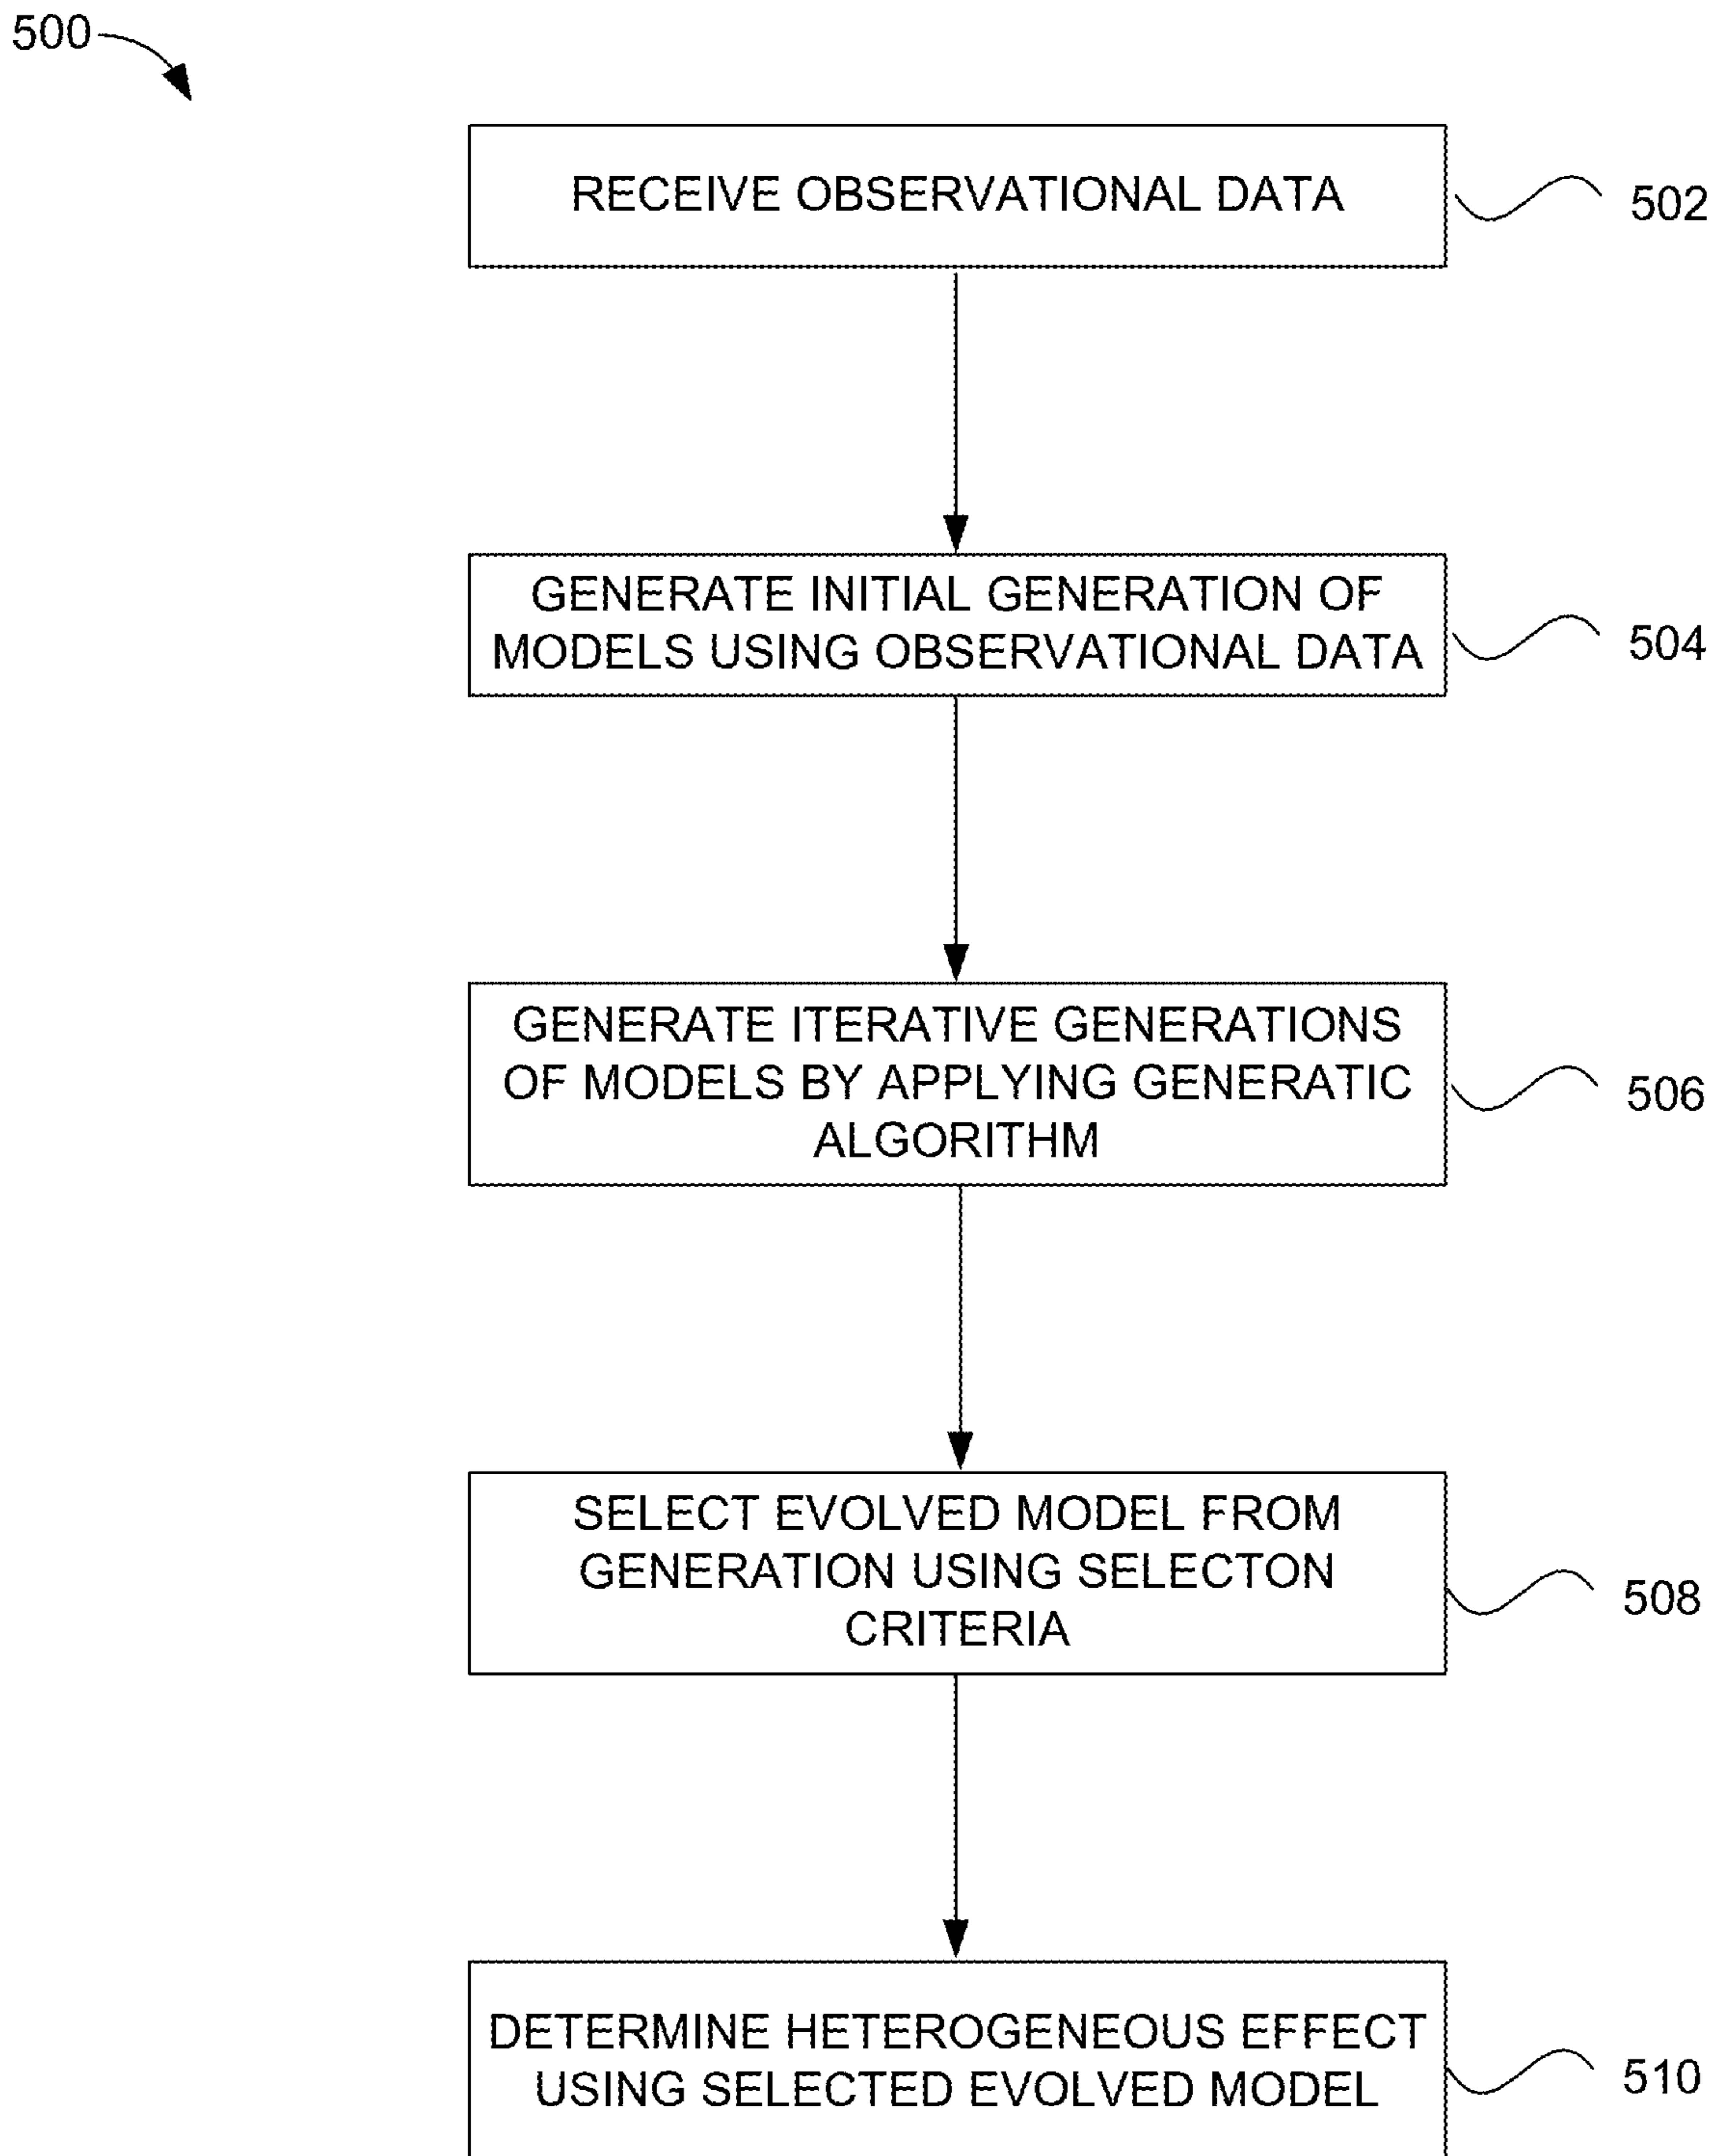 500
RECEIVE OBSERVATIONAL DATA
502
GENERATE INITIAL GENERATION OF
MODELS USING OBSERVATIONAL DATA
504
GENERATE ITERATIVE GENERATIONS
OF MODELS BY APPLYING GENERATIC
ALGORITHM
506
SELECT EVOLVED MODEL FROM
GENERATION USING SELECTON
CRITERIA
508
DETERMINE HETEROGENEOUS EFFECT
USING SELECTED EVOLVED MODEL
510